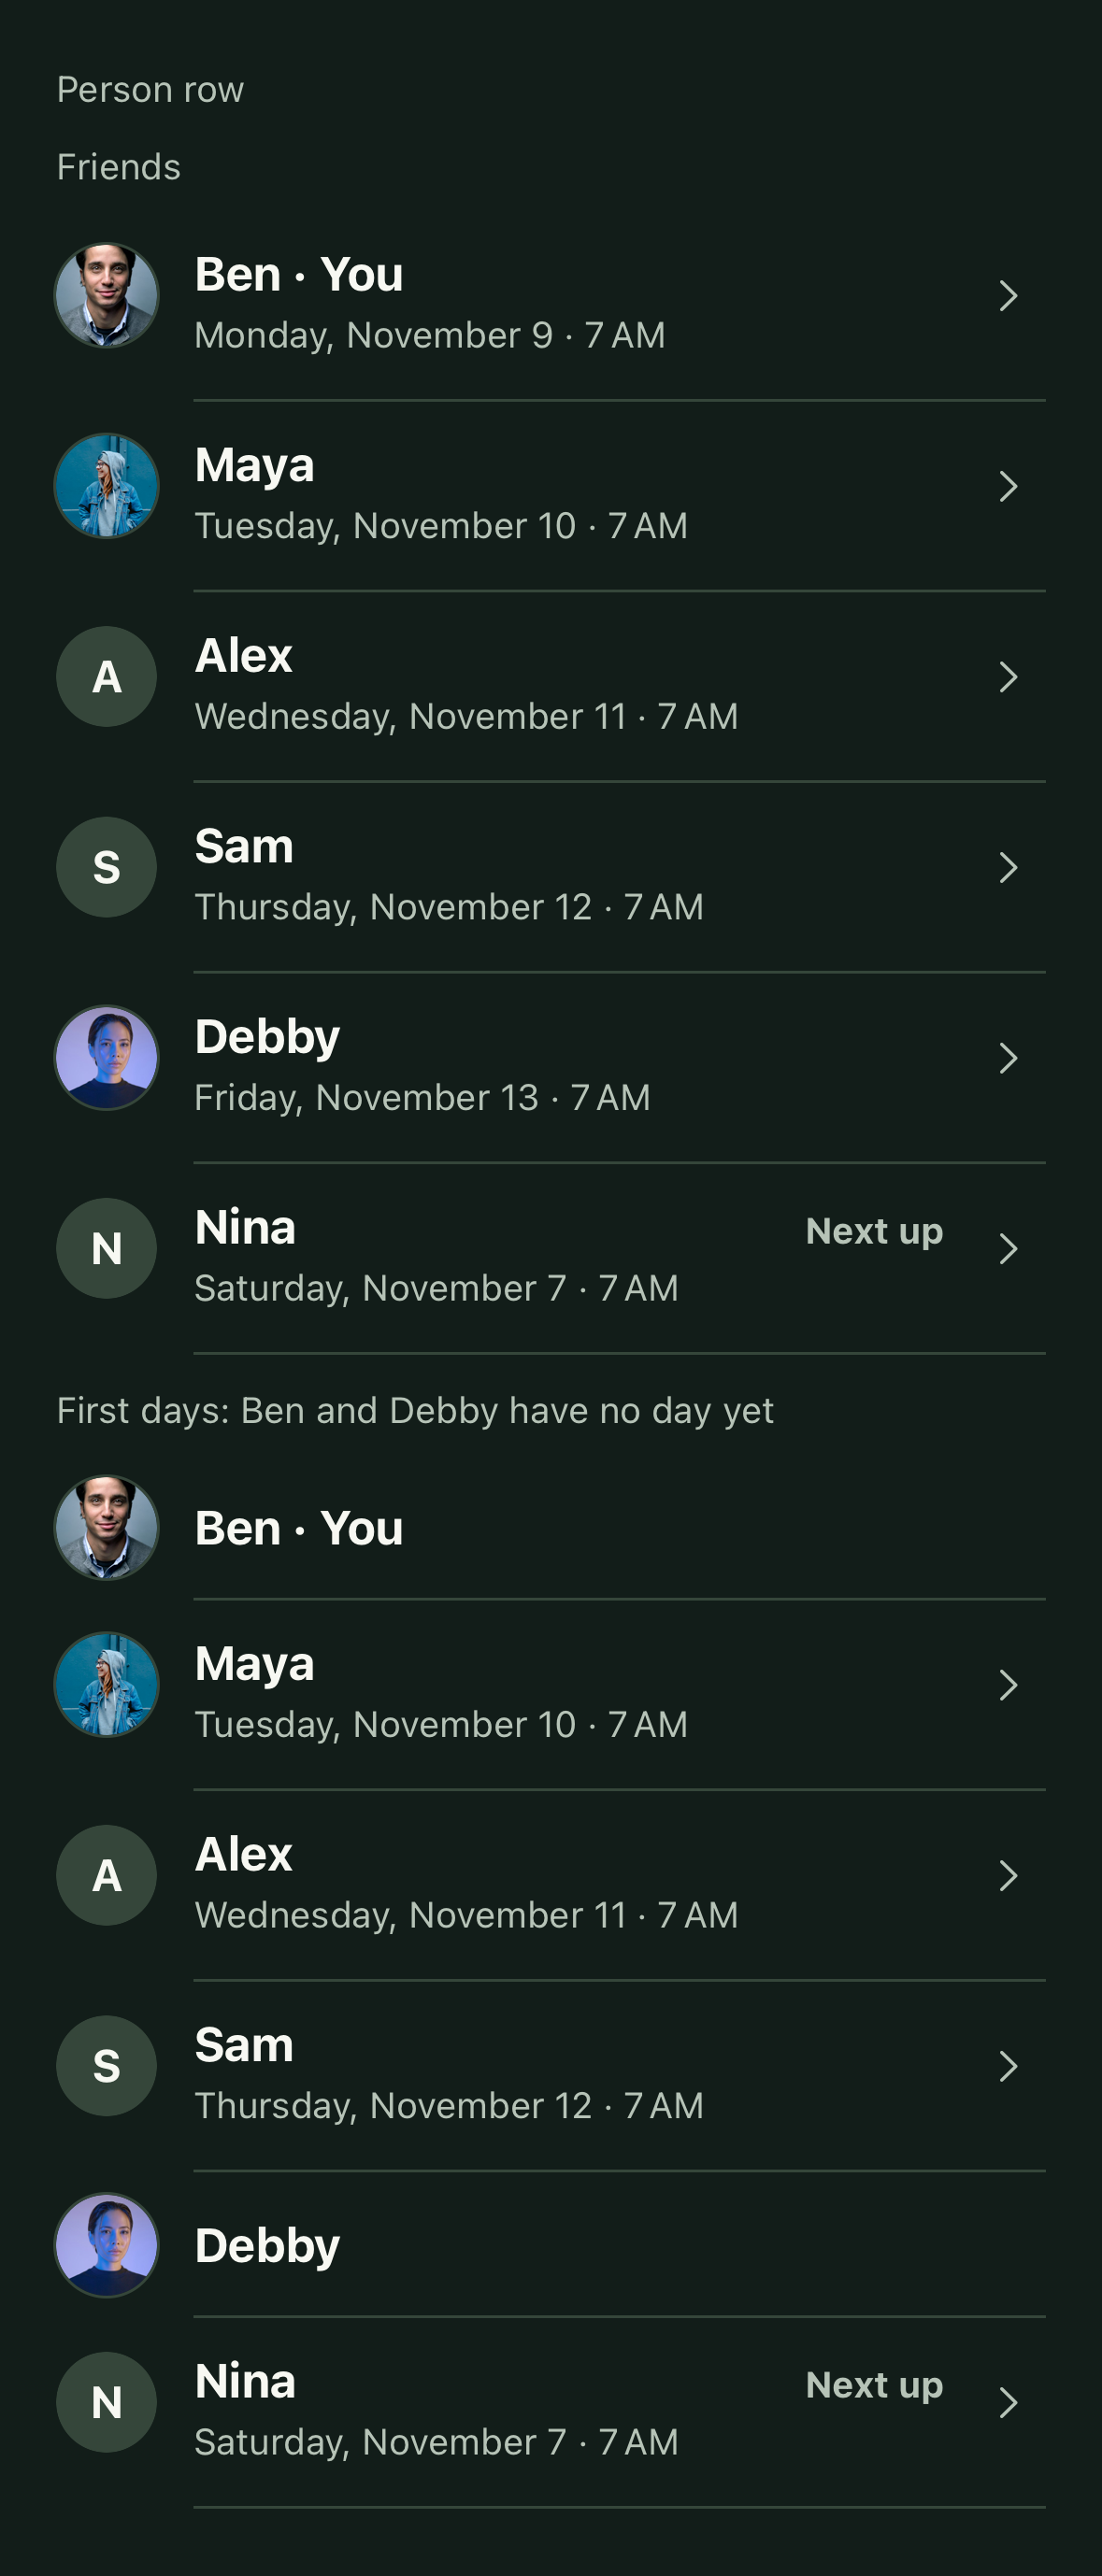 Person row
Friends
Ben · You
Monday, November 9 · 7 AM
Maya
Tuesday, November 10 · 7 AM
A
Alex
Wednesday, November 11 · 7 AM
S
Sam
Thursday, November 12 · 7 AM
Debby
Friday, November 13 · 7 AM
N
Nina
Next up
Saturday, November 7 · 7 AM
First days: Ben and Debby have no day yet
Ben · You
Maya
Tuesday, November 10 · 7 AM
A
Alex
Wednesday, November 11 · 7 AM
S
Sam
Thursday, November 12 · 7 AM
Debby
N
Nina
Next up
Saturday, November 7 · 7 AM